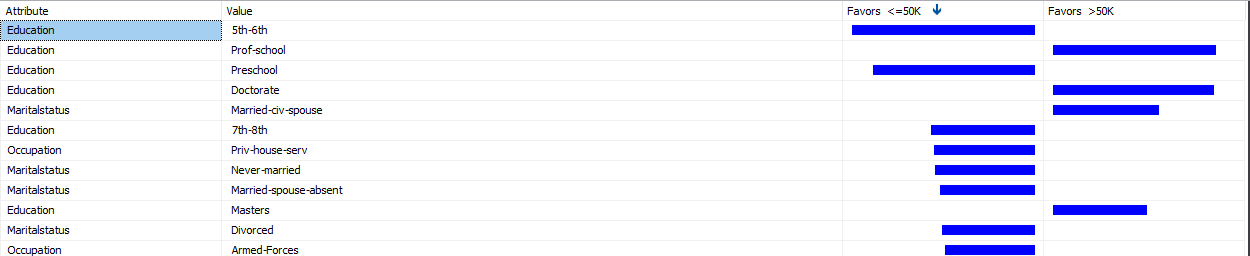 Attribute Value Favors <=50K Favors >50K
Education 5th-6th
Education Prof-school
Education Preschool
Education Doctorate
Maritalstatus Married-civ-spouse
Education 7th-8th
Occupation Priv-house-serv
Maritalstatus Never-married
Maritalstatus Married-spouse-absent
Education Masters
Maritalstatus Divorced
Occupation Armed-Forces